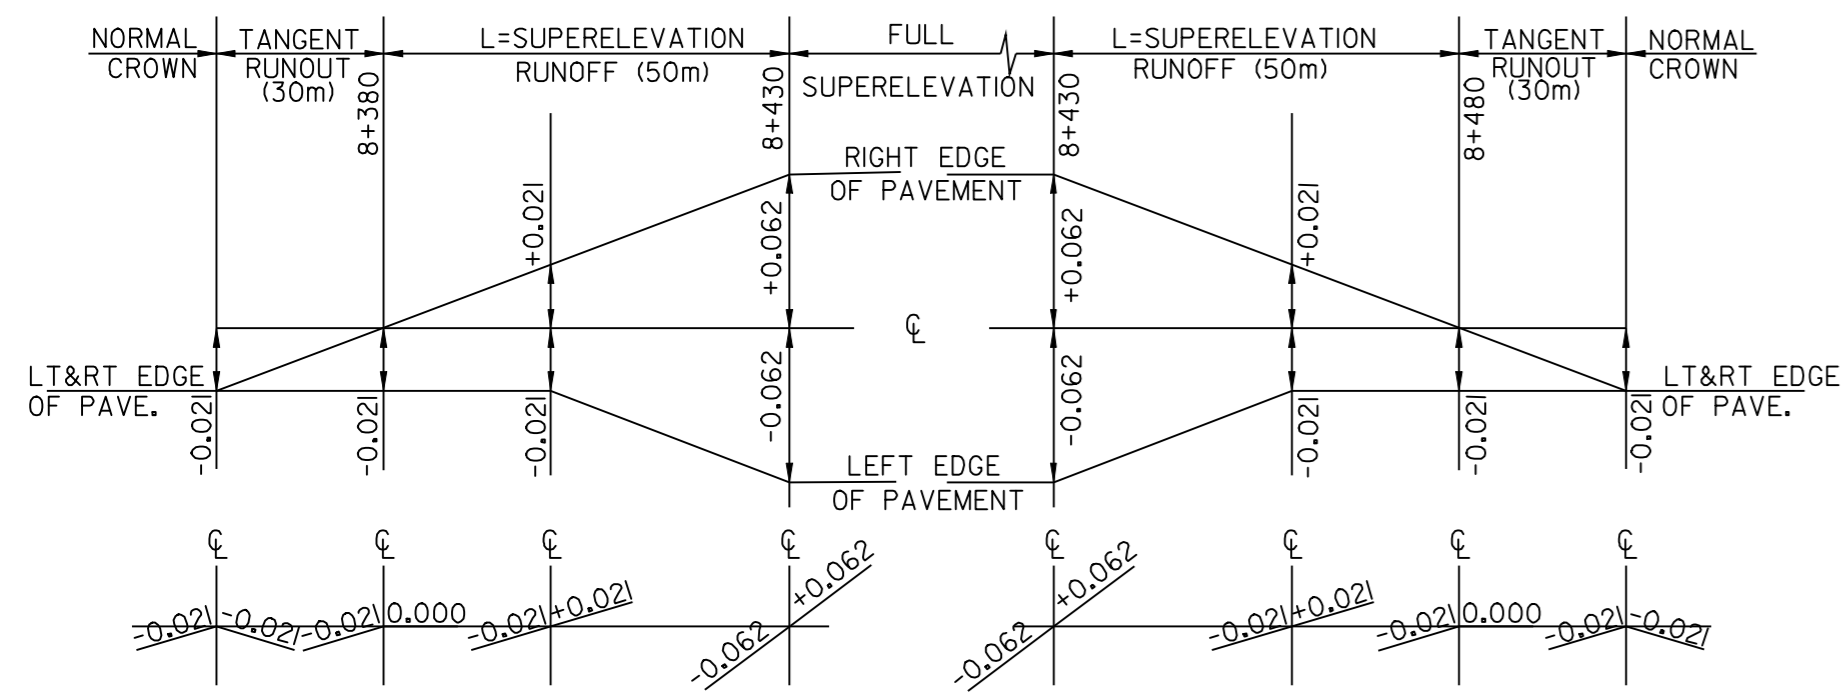 NORMAL
CROWN
TANGENT
RUNOUT
(30m)
8+380
L=SUPERELEVATION
RUNOFF (50m)
8+430
FULL
SUPERELEVATION
8+430
L=SUPERELEVATION
RUNOFF (50m)
8+480
TANGENT
RUNOUT
(30m)
NORMAL
CROWN
RIGHT EDGE
OF PAVEMENT
+0.021
+0.062
+0.062
+0.021
℄
LT&RT EDGE
OF PAVE.
-0.021
-0.021
-0.021
-0.062
-0.062
-0.021
-0.021
-0.021
LT&RT EDGE
OF PAVE.
LEFT EDGE
OF PAVEMENT
℄ ℄ ℄ ℄ ℄ ℄ ℄ ℄
-0.021 -0.021
-0.021 0.000
-0.021 +0.021
-0.062 +0.062
-0.062 +0.062
-0.021 +0.021
-0.021 0.000
-0.021 -0.021